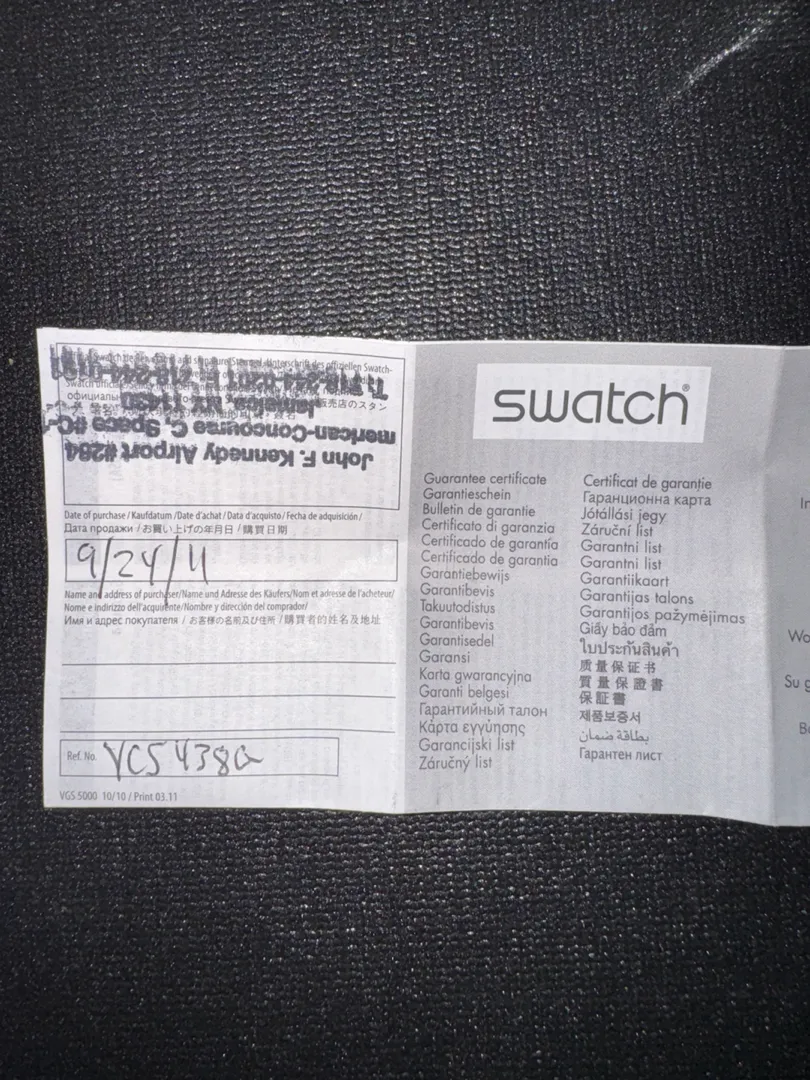 John F. Kennedy Airport #284
merican-Concourse C, Space #C-
Jamaica, NY 11430
Date of purchase / Kaufdatum /Date d'achat / Data d'acquisto / Fecha de adquisición /
Дата продажи / お買い上げの年月日 / 購買日期
9/24/11
Name and address of purchaser/Name und Adresse des Käufers/Nom et adresse de l'acheteur/
Nome e indirizzo dell'acquirente/Nombre y dirección del comprador/
Имя и адрес покупателя / お客様の名前及び住所 / 購買者的姓名及地址
Ref. No. YCS438G
VGS 5000 10/10 / Print 03.11
swatch®
Guarantee certificate
Garantieschein
Bulletin de garantie
Certificato di garanzia
Certificado de garantía
Certificado de garantia
Garantiebewijs
Garantibevis
Takuutodistus
Garantibevis
Garantisedel
Garansi
Karta gwarancyjna
Garanti belgesi
Гарантийный талон
Κάρτα εγγύησης
Garancijski list
Záručný list
Certificat de garanție
Гаранционна карта
Jótállási jegy
Záruční list
Garantni list
Garantni list
Garantiikaart
Garantijas talons
Garantijos pažymėjimas
Giấy bảo đảm
ใบประกันสินค้า
质量保证书
質量保證書
保証書
제품보증서
بطاقة ضمان
Гарантен лист
Su g